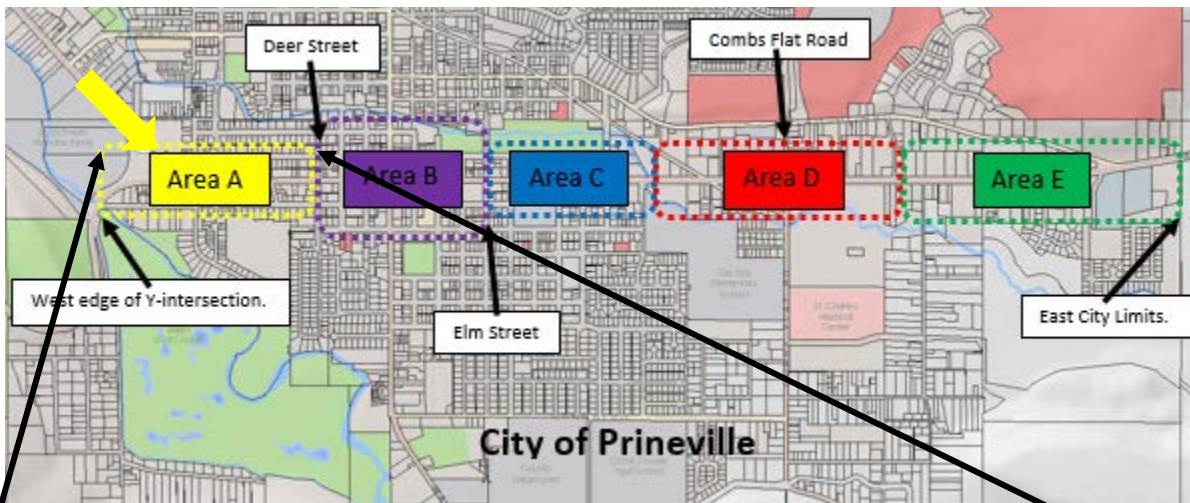 Deer Street
Combs Flat Road
Area A
Area B
Area C
Area D
Area E
West edge of Y-intersection.
Elm Street
East City Limits.
City of Prineville